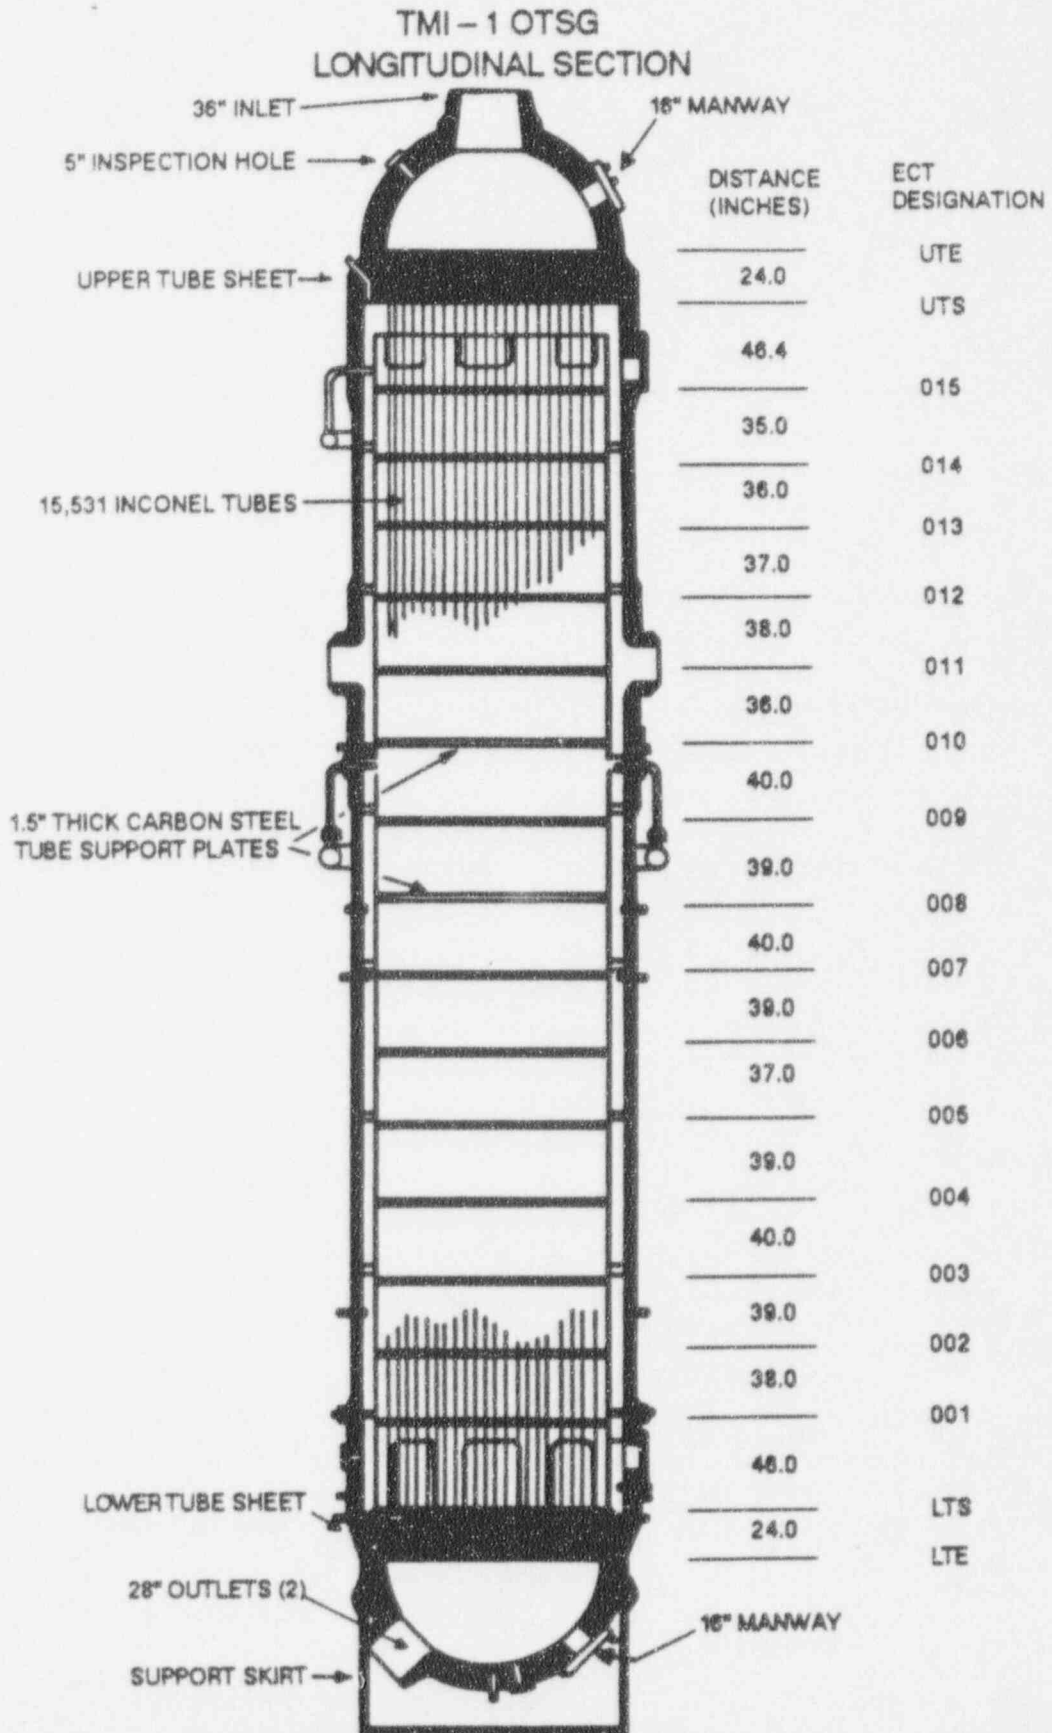 TMI – 1 OTSG
LONGITUDINAL SECTION
36" INLET
16" MANWAY
5" INSPECTION HOLE
DISTANCE
(INCHES)
ECT
DESIGNATION
UTE
UPPER TUBE SHEET
24.0
UTS
46.4
015
35.0
014
15,531 INCONEL TUBES
36.0
013
37.0
012
38.0
011
36.0
010
40.0
1.5" THICK CARBON STEEL
TUBE SUPPORT PLATES
009
39.0
008
40.0
007
39.0
006
37.0
005
39.0
004
40.0
003
39.0
002
38.0
001
46.0
LOWER TUBE SHEET
LTS
24.0
LTE
28" OUTLETS (2)
16" MANWAY
SUPPORT SKIRT